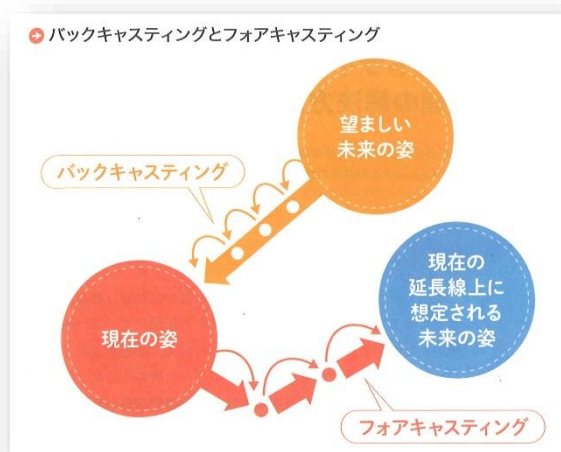 バックキャスティングとフォアキャスティング
望ましい
未来の姿
バックキャスティング
現在の
延長線上に
想定される
未来の姿
現在の姿
フォアキャスティング